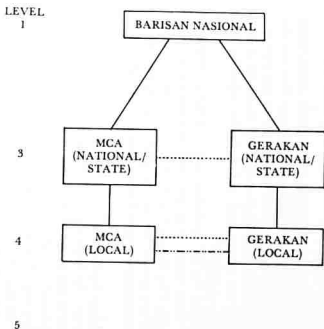 LEVEL
1
BARISAN NASIONAL
3
MCA
(NATIONAL/
STATE)
GERAKAN
(NATIONAL/
STATE)
4
MCA
(LOCAL)
GERAKAN
(LOCAL)
5